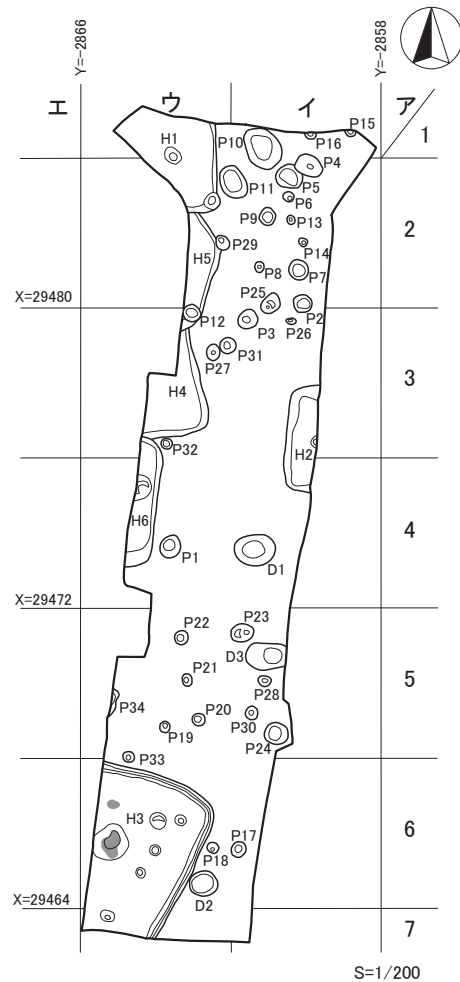 Y=-2866
Y=-2858
エ
ウ
イ
ア
P15
P16
1
P10
H1
P4
P5
P11
P6
P9
P13
2
P29
P14
H5
P8
P7
P25
X=29480
P12
P3
P2
P26
P31
P27
3
H4
P32
H2
H6
4
P1
D1
X=29472
P22
P23
D3
P21
5
P28
P34
P20
P30
P19
P24
P33
H3
6
P17
P18
D2
X=29464
7
S=1/200